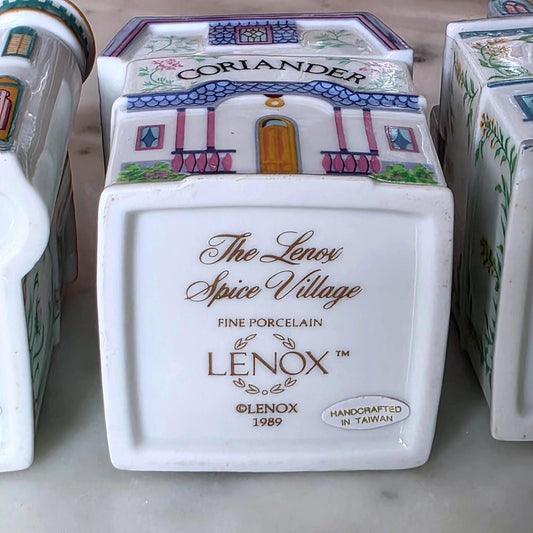 CORIANDER
The Lenox
Spice Village
FINE PORCELAIN
LENOX™
©LENOX
1989
HANDCRAFTED
IN TAIWAN